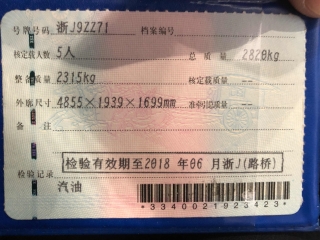 号牌号码 浙J9ZZ71 档案编号
核定载人数 5人 总质量 2820kg
整备质量 2315kg 核定载质量 --
外廓尺寸 4855×1939×1699mm 准牵引总质量 --
备注
检验有效期至2018 年06 月浙J(路桥)
检验记录
汽油
*3340021923423*